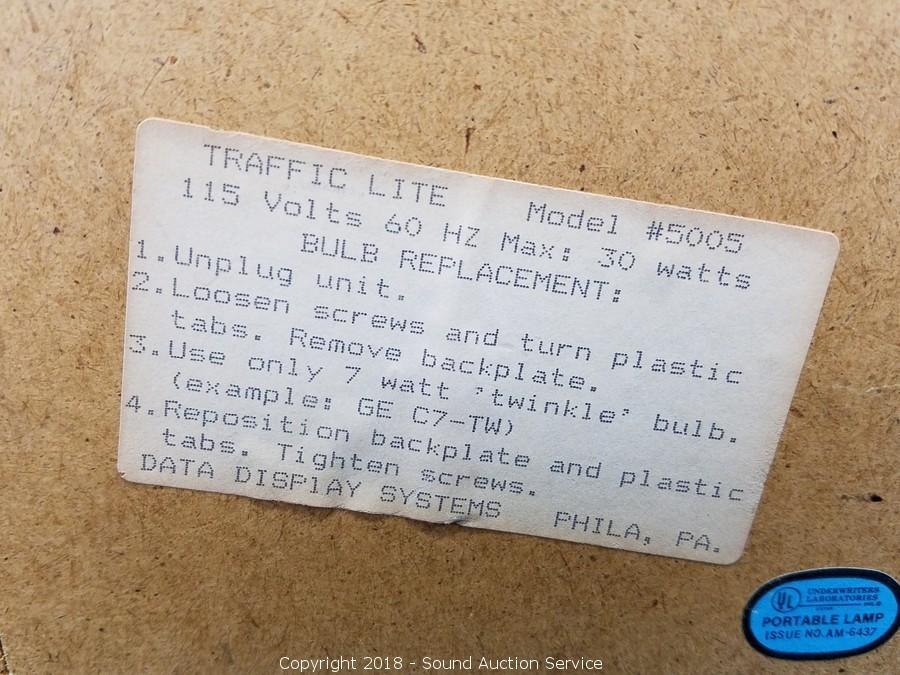 TRAFFIC LITE Model #5005
115 Volts 60 HZ Max: 30 watts
BULB REPLACEMENT:
1.Unplug unit.
2.Loosen screws and turn plastic
tabs. Remove backplate.
3.Use only 7 watt 'twinkle' bulb.
(example: GE C7-TW)
4.Reposition backplate and plastic
tabs. Tighten screws.
DATA DISPlAY SYSTEMS PHILA, PA.
UL
UNDERWRITERS
LABORATORIES
PORTABLE LAMP
ISSUE NO. AM-6437
Copyright 2018 - Sound Auction Service